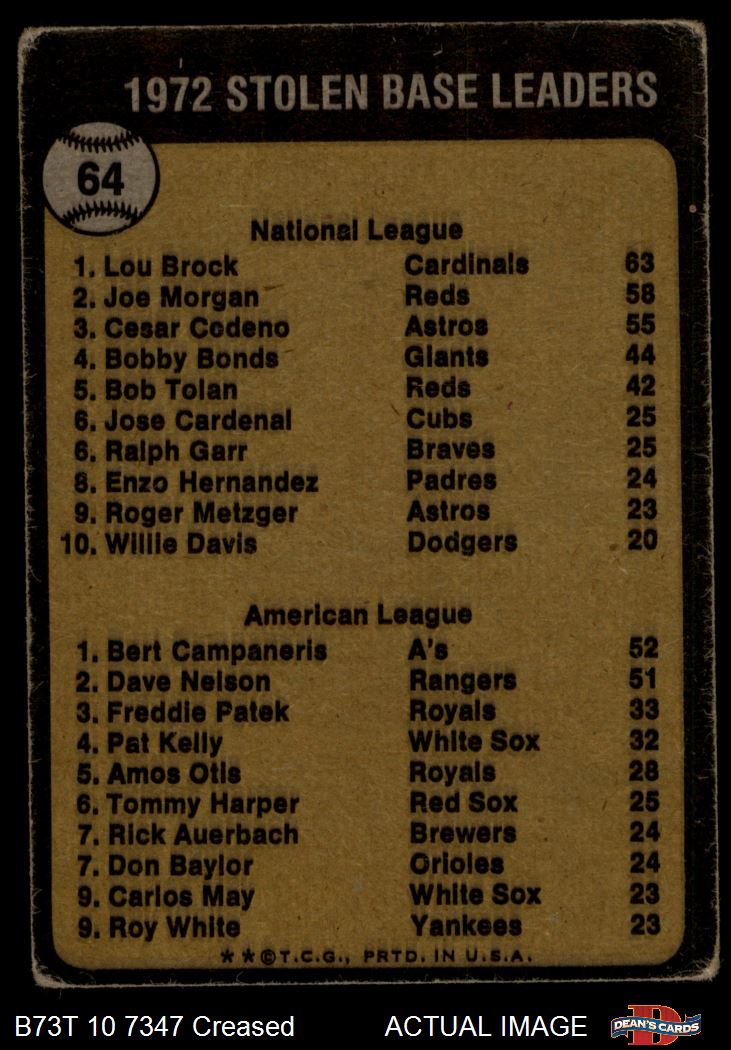 1972 STOLEN BASE LEADERS
64
National League
1. Lou Brock Cardinals 63
2. Joe Morgan Reds 58
3. Cesar Cedeno Astros 55
4. Bobby Bonds Giants 44
5. Bob Tolan Reds 42
6. Jose Cardenal Cubs 25
6. Ralph Garr Braves 25
8. Enzo Hernandez Padres 24
9. Roger Metzger Astros 23
10. Willie Davis Dodgers 20
American League
1. Bert Campaneris A's 52
2. Dave Nelson Rangers 51
3. Freddie Patek Royals 33
4. Pat Kelly White Sox 32
5. Amos Otis Royals 28
6. Tommy Harper Red Sox 25
7. Rick Auerbach Brewers 24
7. Don Baylor Orioles 24
9. Carlos May White Sox 23
9. Roy White Yankees 23
★ ★ © T.C.G., PRTD. IN U.S.A.
B73T 10 7347 Creased ACTUAL IMAGE
D
DEAN'S CARDS